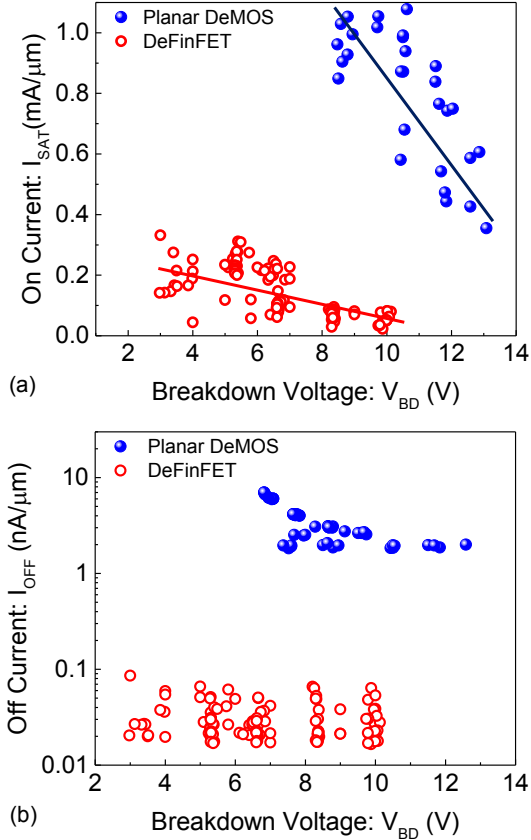 Planar DeMOS
DeFinFET
On Current: I_SAT(mA/μm)
1.0
0.8
0.6
0.4
0.2
0.0
2 4 6 8 10 12 14
(a)
Breakdown Voltage: V_BD (V)
Planar DeMOS
DeFinFET
Off Current: I_OFF (nA/μm)
10
1
0.1
0.01
2 4 6 8 10 12 14
(b)
Breakdown Voltage: V_BD (V)